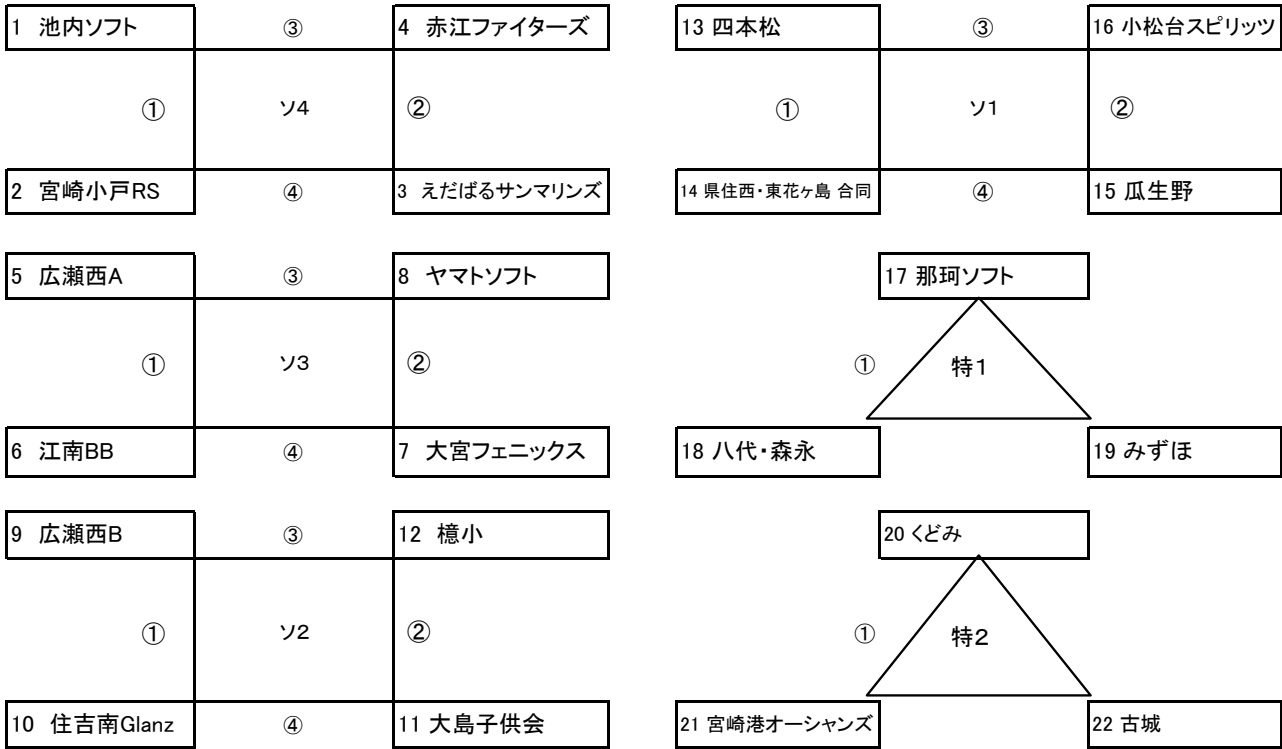 1 池内ソフト
③
4 赤江ファイターズ
①
ソ4
②
2 宮崎小戸RS
④
3 えだばるサンマリンズ
13 四本松
③
16 小松台スピリッツ
①
ソ1
②
14 県住西・東花ヶ島 合同
④
15 瓜生野
5 広瀬西A
③
8 ヤマトソフト
①
ソ3
②
6 江南BB
④
7 大宮フェニックス
17 那珂ソフト
①
特1
18 八代・森永
19 みずほ
9 広瀬西B
③
12 檍小
①
ソ2
②
10 住吉南Glanz
④
11 大島子供会
20 くどみ
①
特2
21 宮崎港オーシャンズ
22 古城